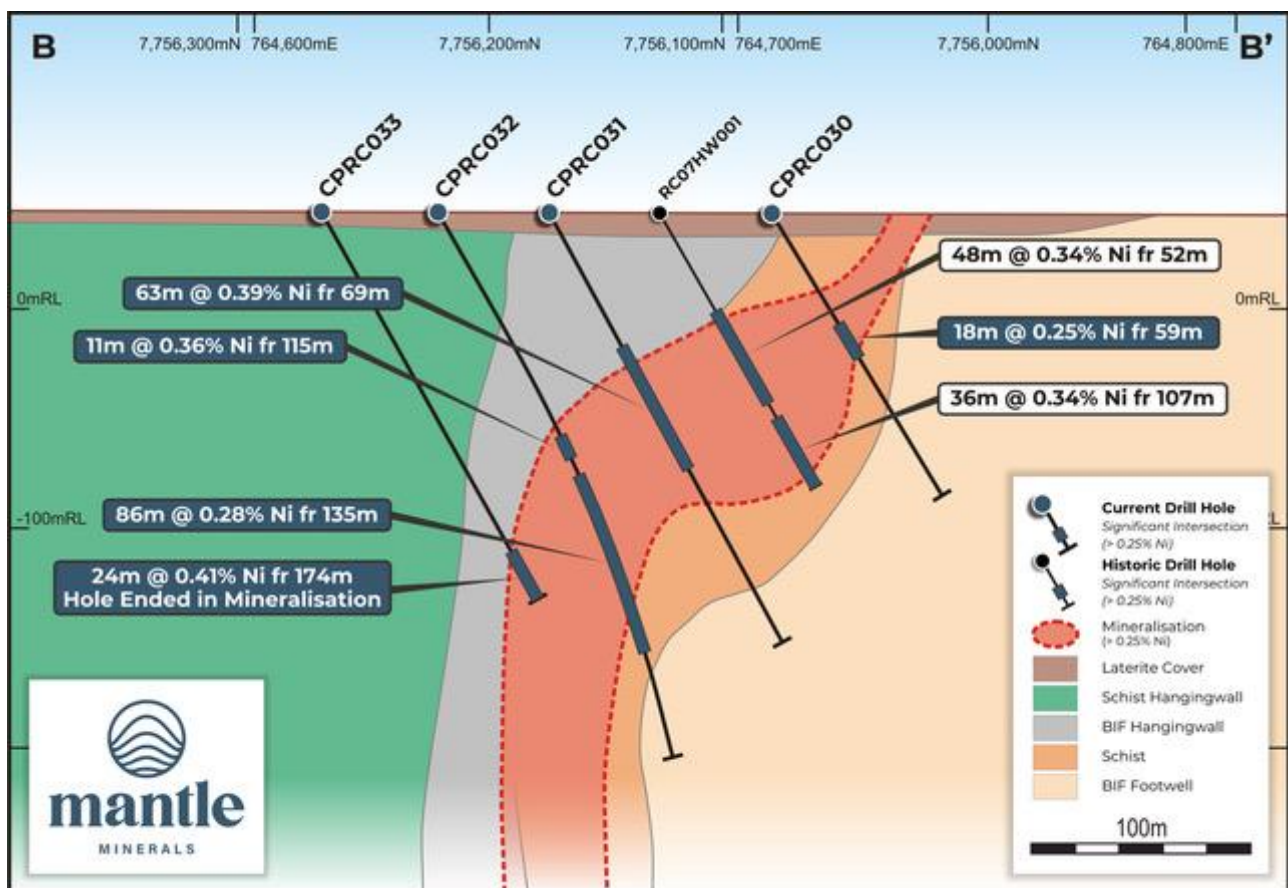 B
7,756,300mN
764,600mE
7,756,200mN
7,756,100mN
764,700mE
7,756,000mN
764,800mE
B'
CPRC033
CPRC032
CPRC031
RC07HW001
CPRC030
0mRL
0mRL
63m @ 0.39% Ni fr 69m
11m @ 0.36% Ni fr 115m
48m @ 0.34% Ni fr 52m
18m @ 0.25% Ni fr 59m
36m @ 0.34% Ni fr 107m
-100mRL
86m @ 0.28% Ni fr 135m
24m @ 0.41% Ni fr 174m
Hole Ended in Mineralisation
mantle
MINERALS
Current Drill Hole
Significant Intersection
(> 0.25% Ni)
Historic Drill Hole
Significant Intersection
(> 0.25% Ni)
Mineralisation
(> 0.25% Ni)
Laterite Cover
Schist Hangingwall
BIF Hangingwall
Schist
BIF Footwell
100m